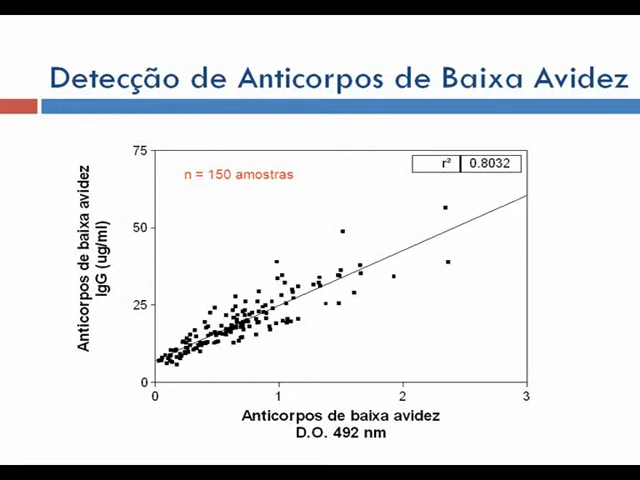 Detecção de Anticorpos de Baixa Avidez
75
r² 0.8032
n = 150 amostras
Anticorpos de baixa avidez
IgG (ug/ml)
50
25
0
0 1 2 3
Anticorpos de baixa avidez
D.O. 492 nm